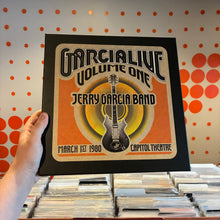 GARCIALIVE
VOLUME ONE
JERRY GARCIA BAND
MARCH 1ST 1980
CAPITOL THEATRE